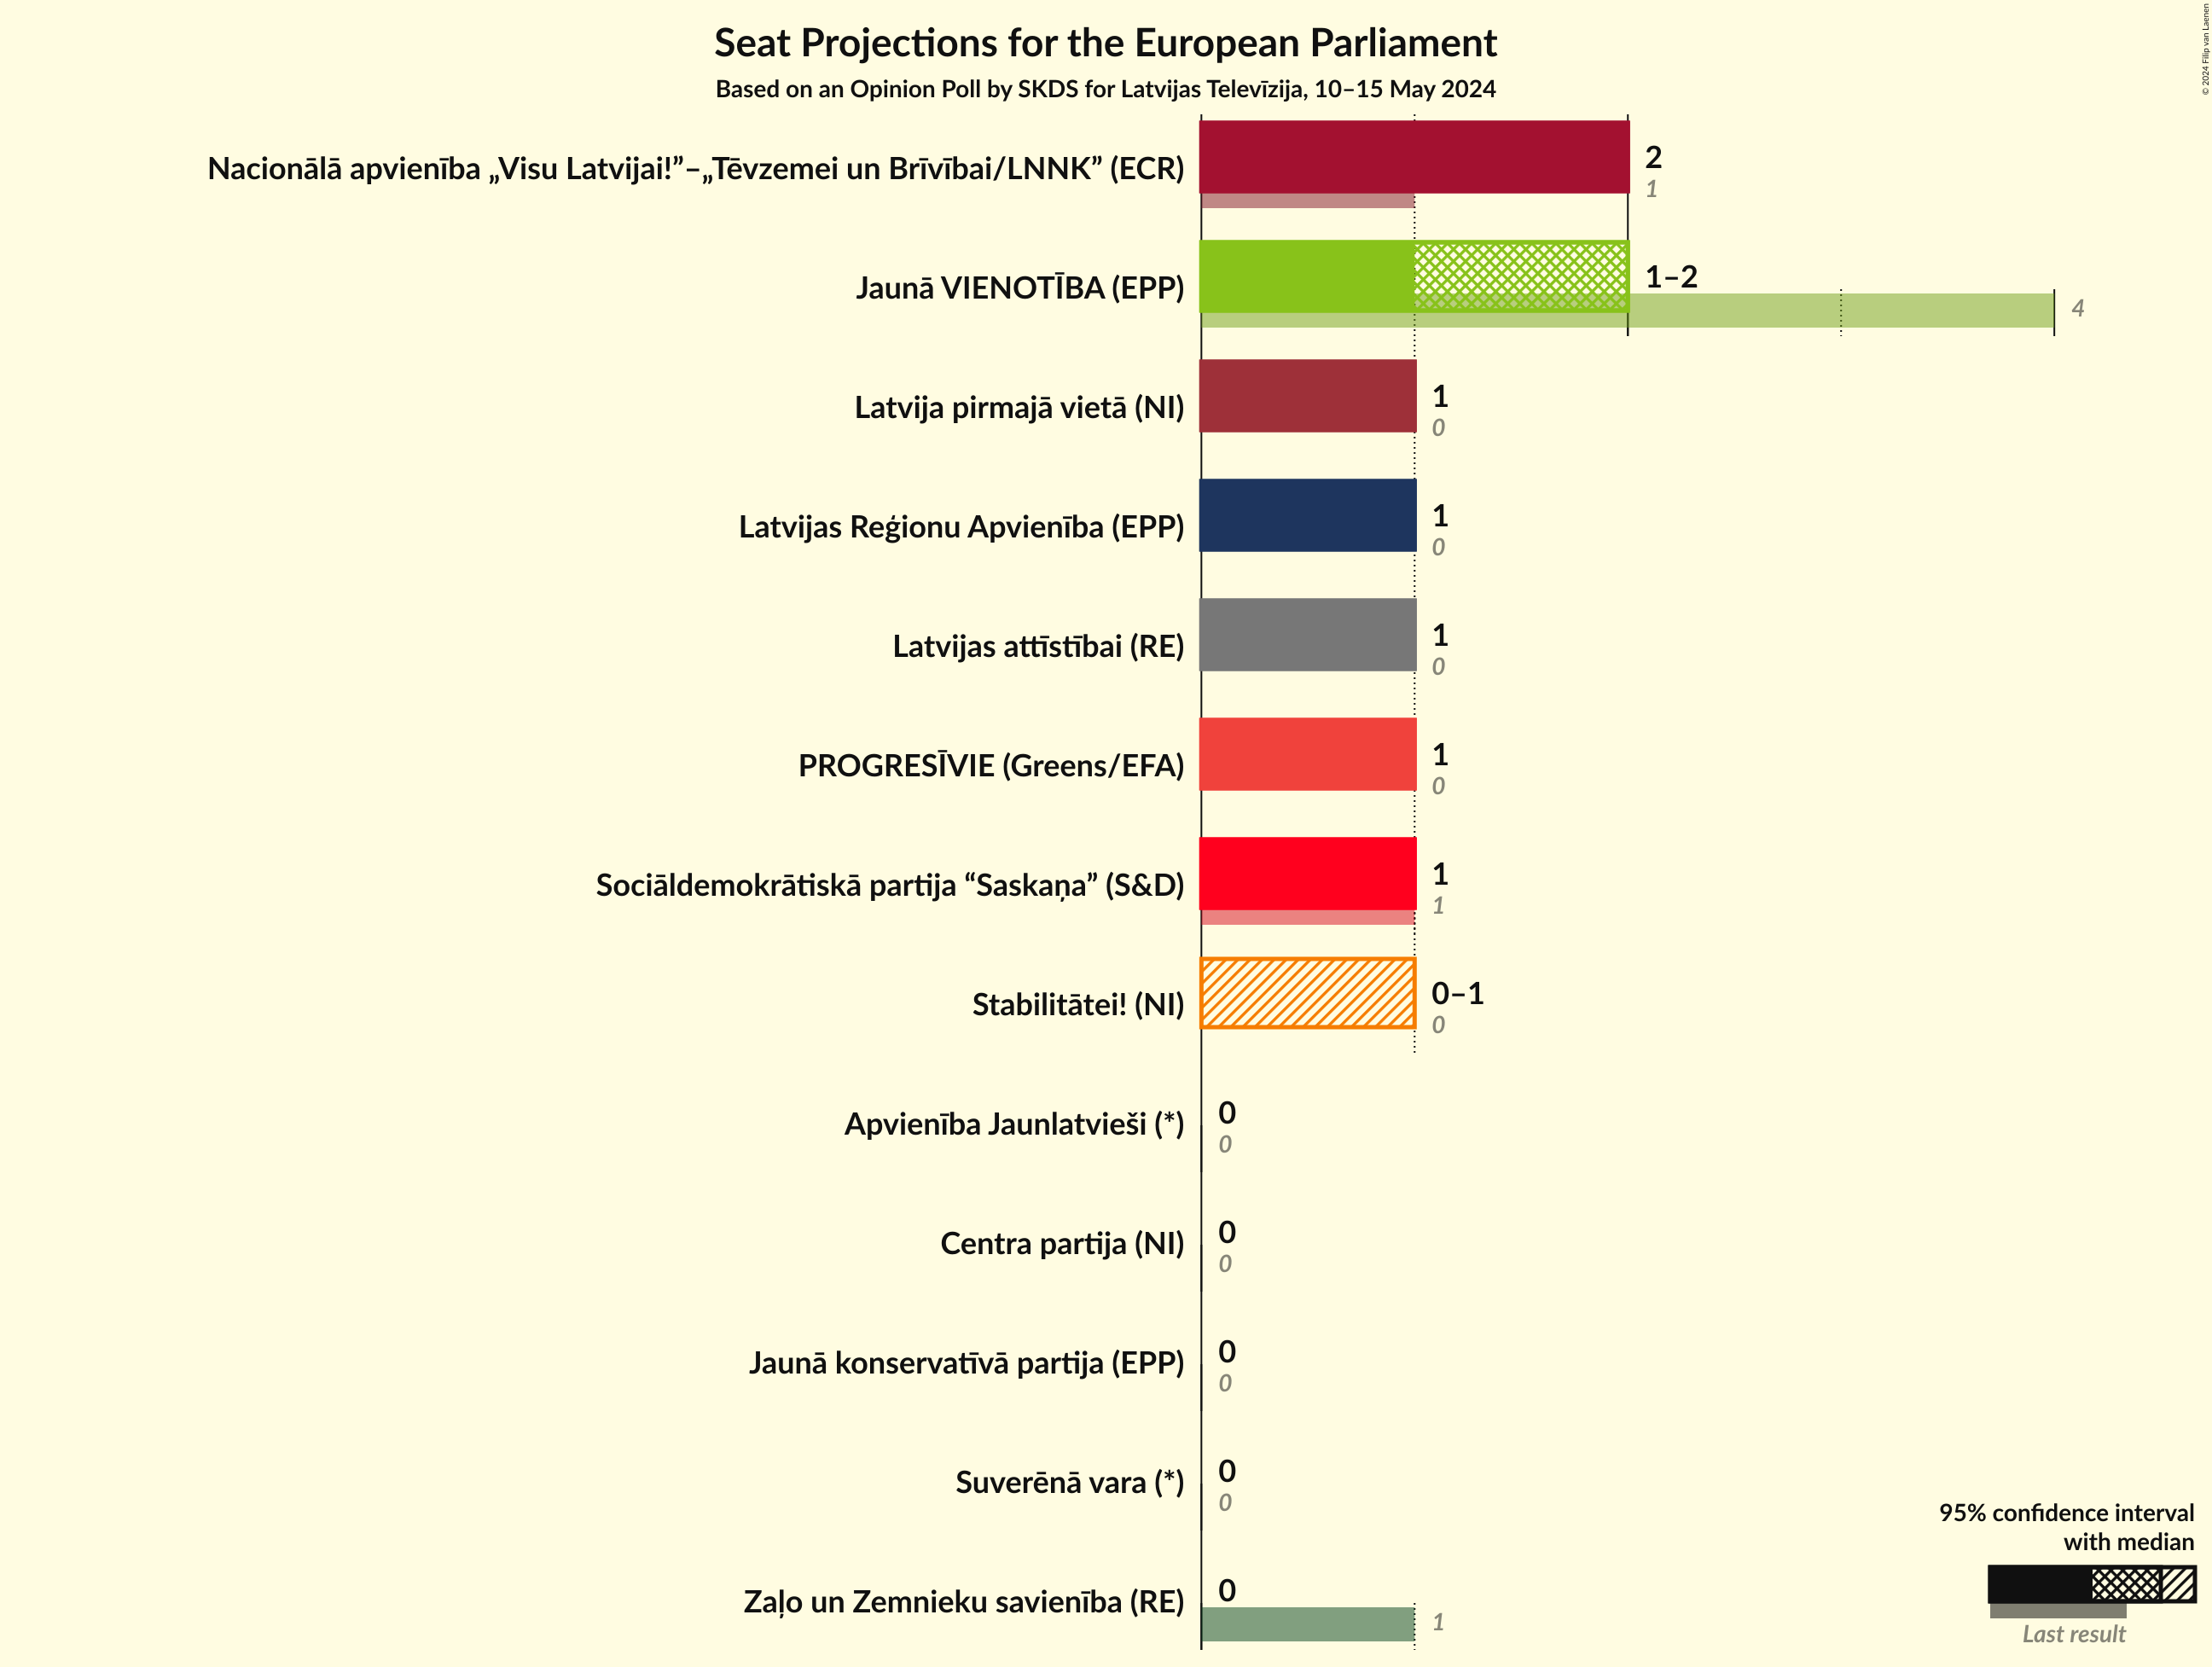 Seat Projections for the European Parliament
Based on an Opinion Poll by SKDS for Latvijas Televīzija, 10–15 May 2024
© 2024 Filip van Laenen
Nacionālā apvienība „Visu Latvijai!”–„Tēvzemei un Brīvībai/LNNK” (ECR)
2
1
Jaunā VIENOTĪBA (EPP)
1–2
4
Latvija pirmajā vietā (NI)
1
0
Latvijas Reģionu Apvienība (EPP)
1
0
Latvijas attīstībai (RE)
1
0
PROGRESĪVIE (Greens/EFA)
1
0
Sociāldemokrātiskā partija “Saskaņa” (S&D)
1
1
Stabilitātei! (NI)
0–1
0
Apvienība Jaunlatvieši (*)
0
0
Centra partija (NI)
0
0
Jaunā konservatīvā partija (EPP)
0
0
Suverēnā vara (*)
0
0
Zaļo un Zemnieku savienība (RE)
0
1
95% confidence interval
with median
Last result